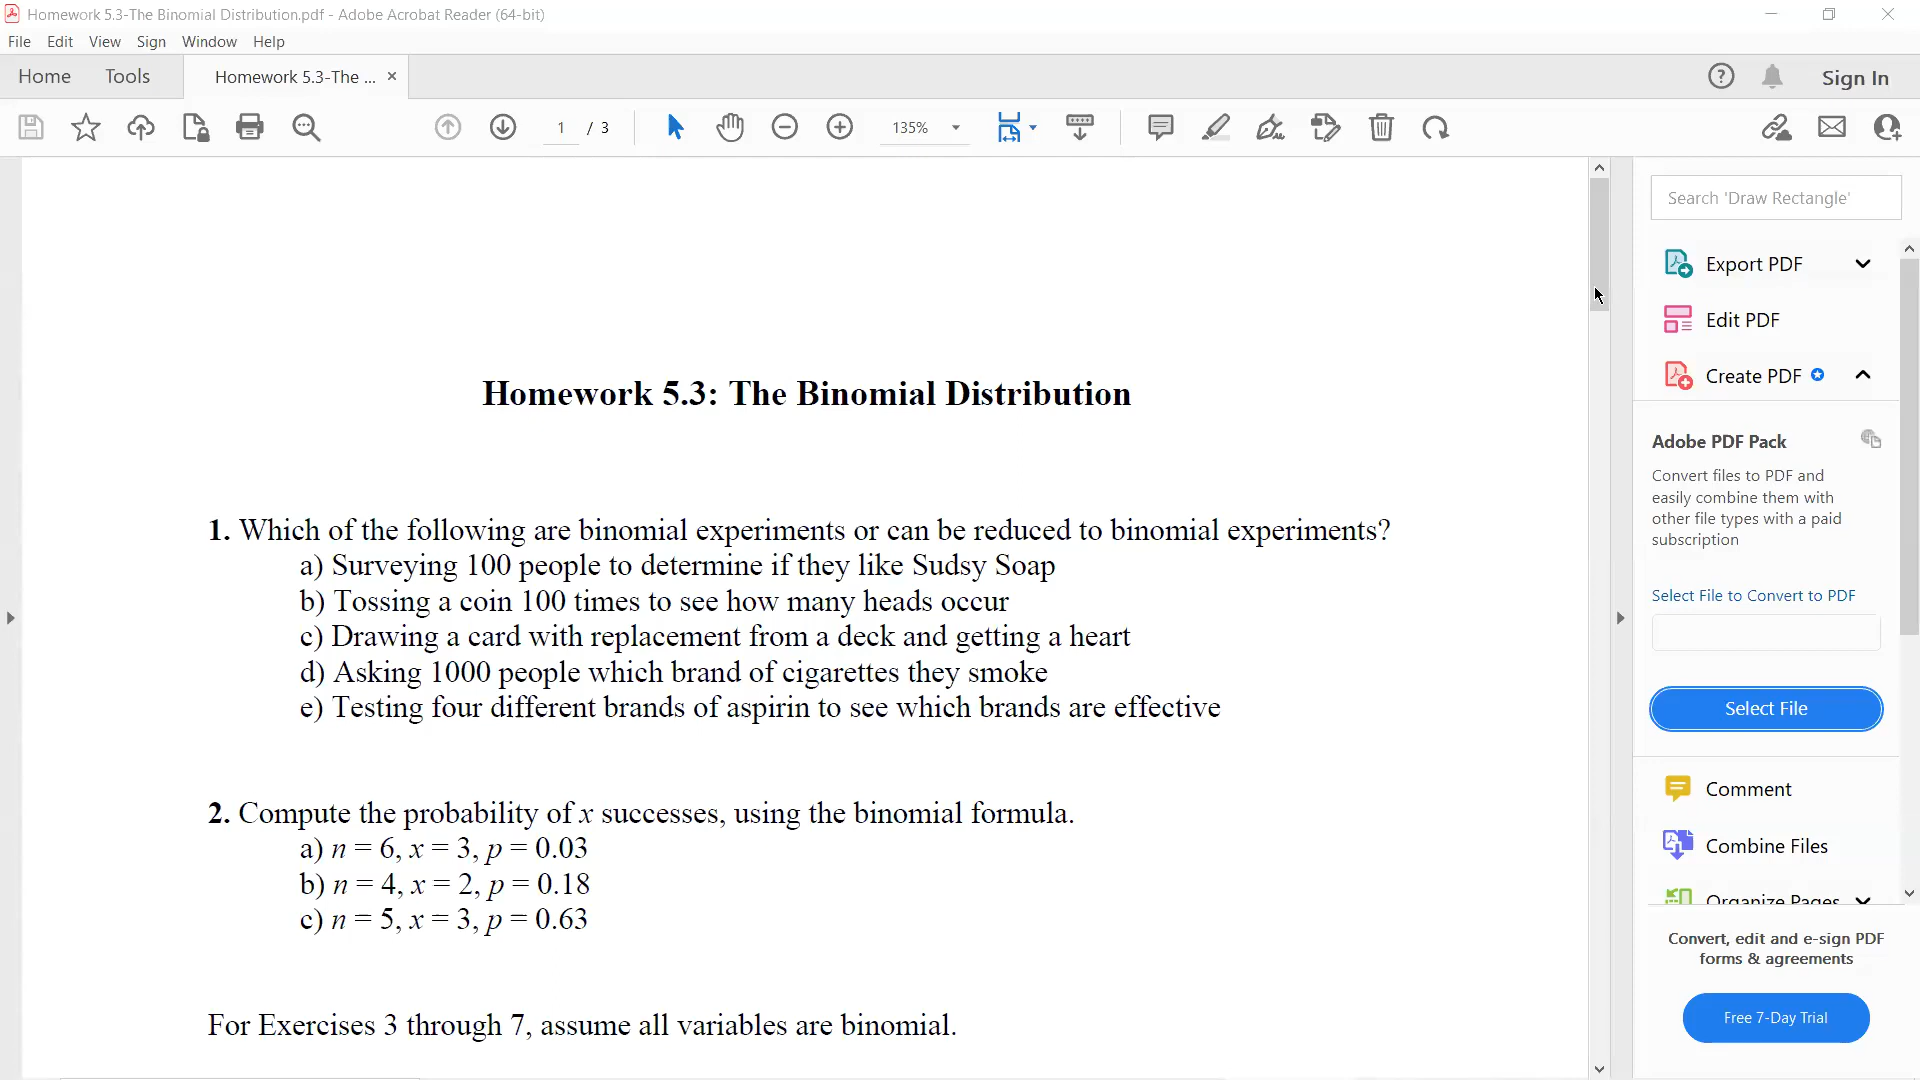 Homework 5.3-The Binomial Distribution.pdf - Adobe Acrobat Reader (64-bit)
File Edit View Sign Window Help
Home Tools Homework 5.3-The ... × Sign In
1 / 3 135%
Search 'Draw Rectangle'
Export PDF
Edit PDF
Create PDF
Adobe PDF Pack
Convert files to PDF and
easily combine them with
other file types with a paid
subscription
Select File to Convert to PDF
Select File
Comment
Combine Files
Organize Pages
Convert, edit and e-sign PDF
forms & agreements
Free 7-Day Trial
Homework 5.3: The Binomial Distribution
1. Which of the following are binomial experiments or can be reduced to binomial experiments?
a) Surveying 100 people to determine if they like Sudsy Soap
b) Tossing a coin 100 times to see how many heads occur
c) Drawing a card with replacement from a deck and getting a heart
d) Asking 1000 people which brand of cigarettes they smoke
e) Testing four different brands of aspirin to see which brands are effective
2. Compute the probability of x successes, using the binomial formula.
a) n = 6, x = 3, p = 0.03
b) n = 4, x = 2, p = 0.18
c) n = 5, x = 3, p = 0.63
For Exercises 3 through 7, assume all variables are binomial.